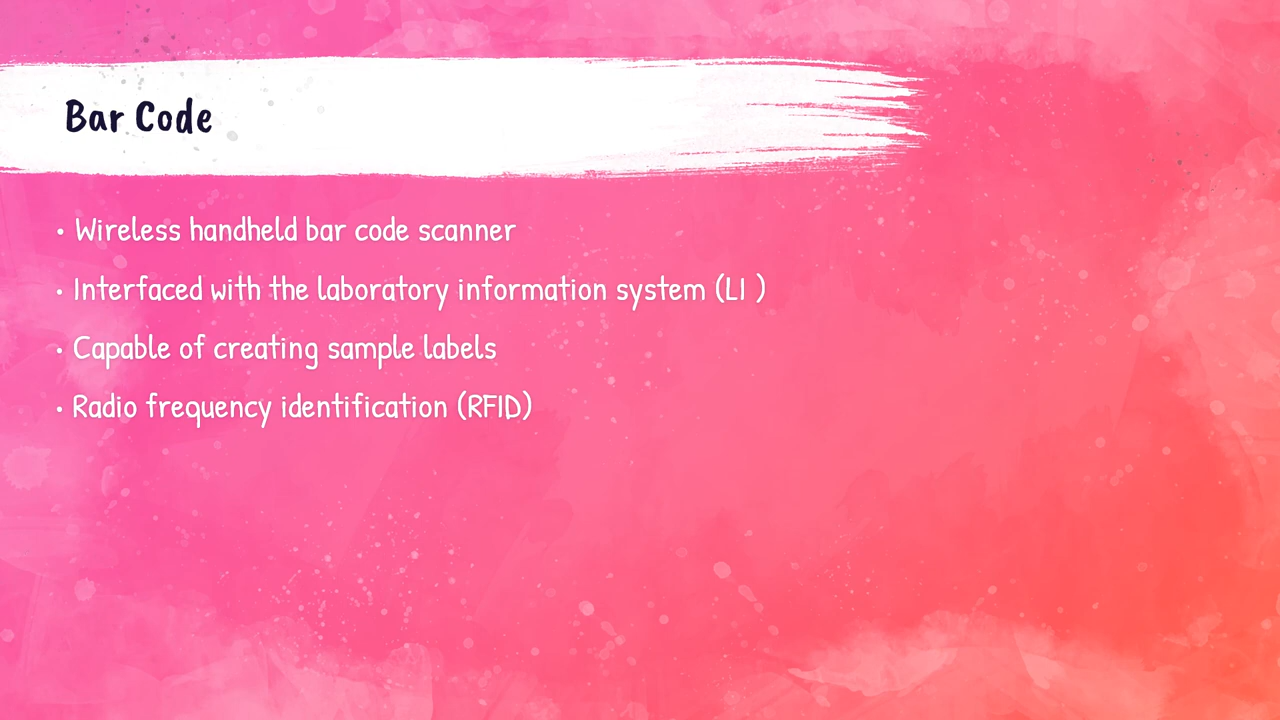 Bar Code
• Wireless handheld bar code scanner
• Interfaced with the laboratory information system (LI )
• Capable of creating sample labels
• Radio frequency identification (RFID)